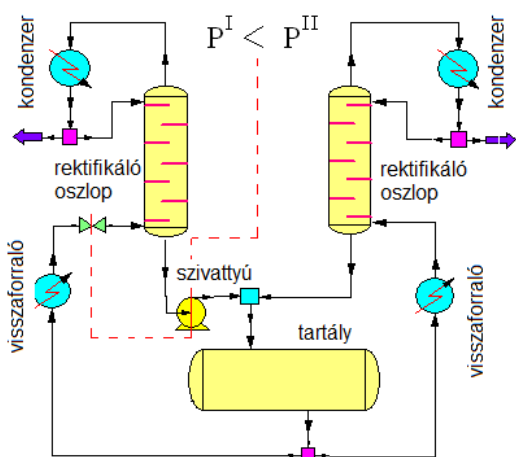 P^I < P^II
kondenzer
kondenzer
rektifikáló
oszlop
rektifikáló
oszlop
szivattyú
visszaforraló
visszaforraló
tartály